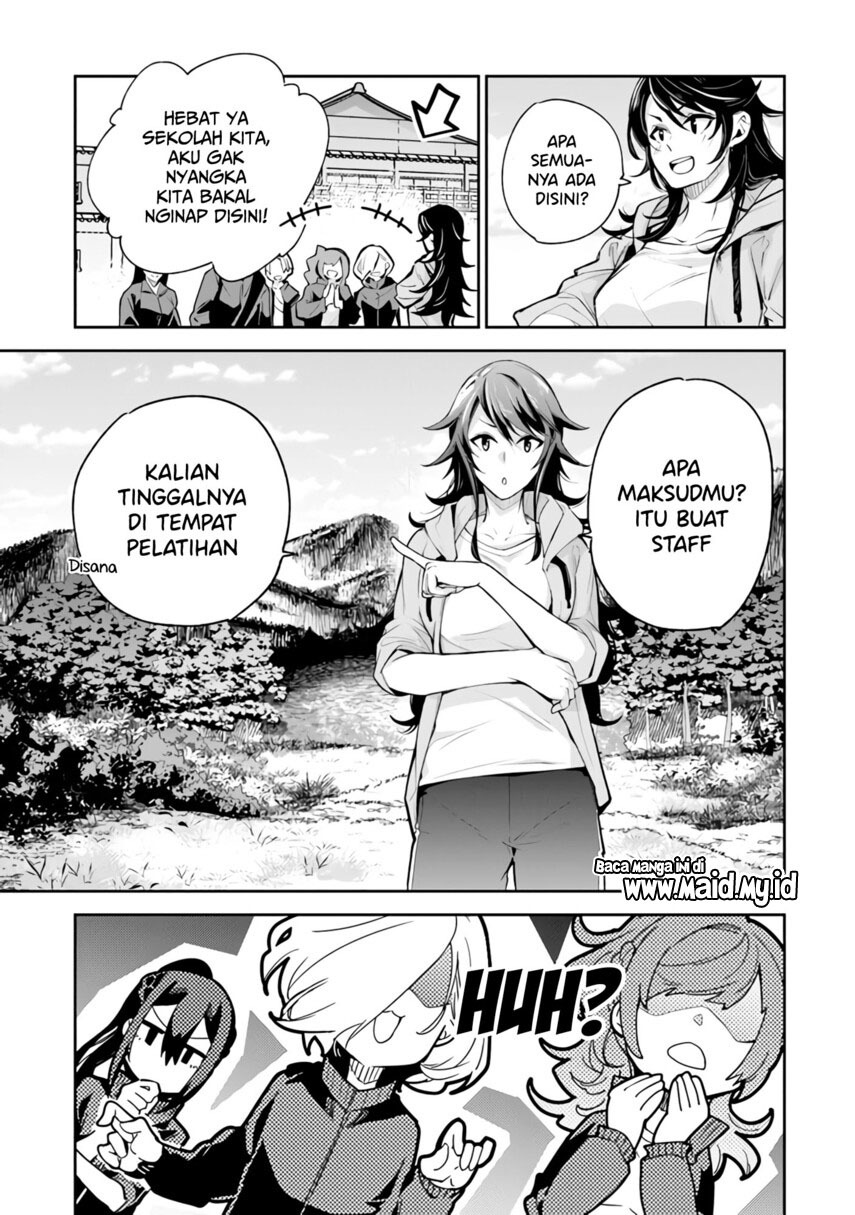 APA
SEMUA-
NYA ADA
DISINI?
HEBAT YA
SEKOLAH KITA,
AKU GAK
NYANGKA
KITA BAKAL
NGINAP DISINI!
APA
MAKSUDMU?
ITU BUAT
STAFF
KALIAN
TINGGALNYA
DI TEMPAT
PELATIHAN
Disana
Baca Manga ini di
www.Maid.My.id
HUH?